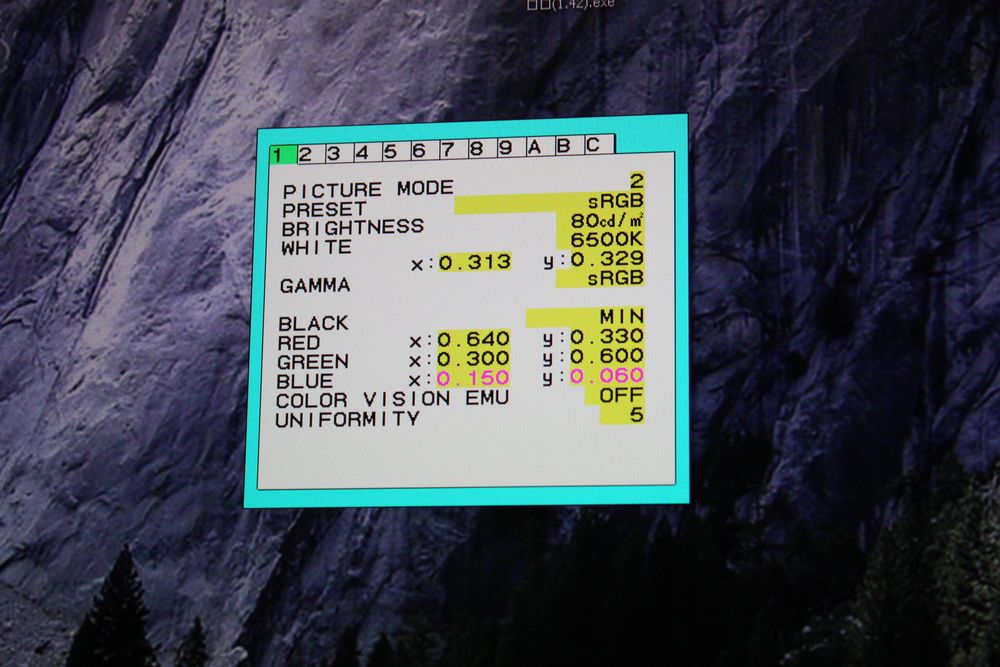 □□(1.42).exe
1 2 3 4 5 6 7 8 9 A B C
PICTURE MODE 2
PRESET sRGB
BRIGHTNESS 80cd/㎡
WHITE 6500K
x:0.313 y:0.329
GAMMA sRGB
BLACK MIN
RED x:0.640 y:0.330
GREEN x:0.300 y:0.600
BLUE x:0.150 y:0.060
COLOR VISION EMU OFF
UNIFORMITY 5